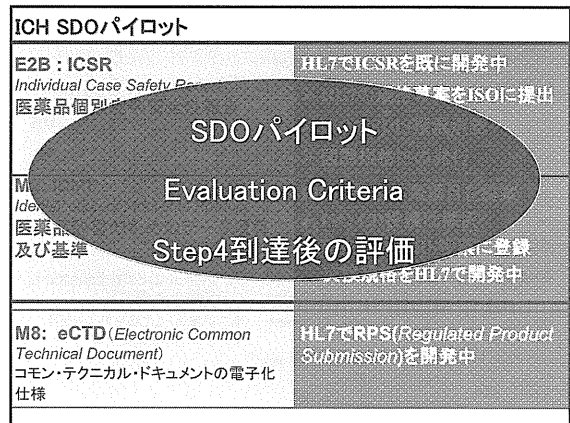 ICH SDOパイロット
E2B : ICSR
Individual Case Safety
医薬品個別
HL7でICSRを既に開発中
をISOに提出
SDOパイロット
Evaluation Criteria
Step4到達後の評価
医薬品
及び基準
に登録
をHL7で開発中
M8: eCTD (Electronic Common
Technical Document)
コモン・テクニカル・ドキュメントの電子化
仕様
HL7でRPS(Regulated Product
Submission)を開発中